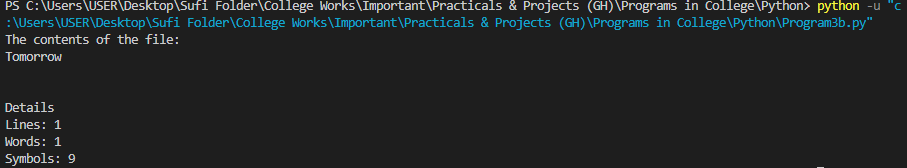 PS C:\Users\USER\Desktop\Sufi Folder\College Works\Important\Practicals & Projects (GH)\Programs in College\Python> python -u "c
:\Users\USER\Desktop\Sufi Folder\College Works\Important\Practicals & Projects (GH)\Programs in College\Python\Program3b.py"
The contents of the file:
Tomorrow
Details
Lines: 1
Words: 1
Symbols: 9